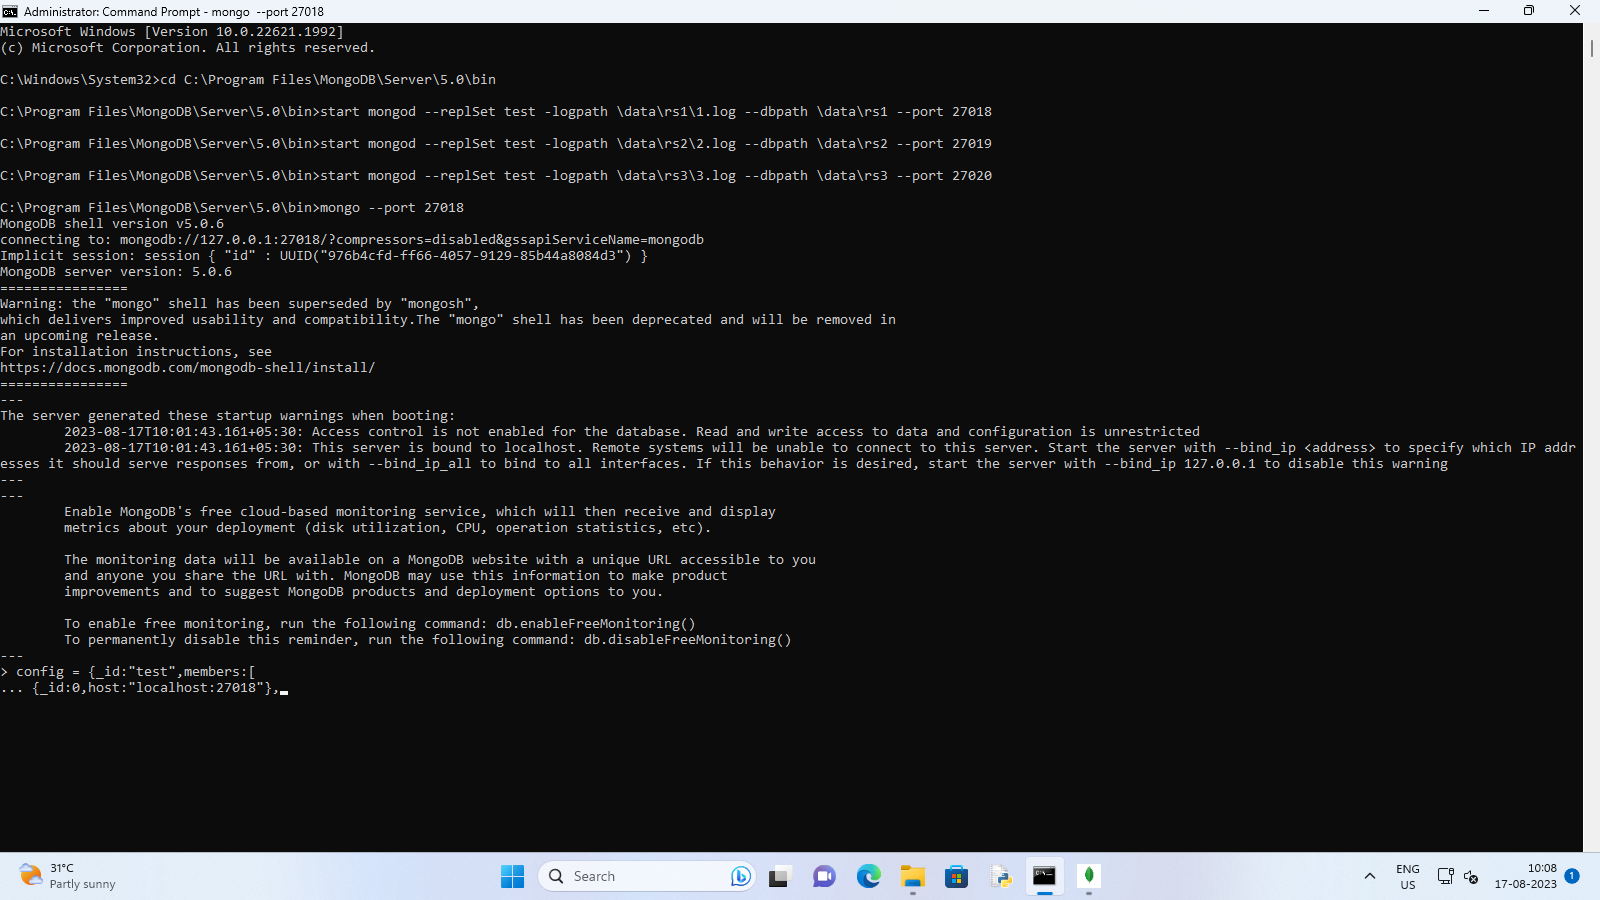 Administrator: Command Prompt - mongo  --port 27018
Microsoft Windows [Version 10.0.22621.1992]
(c) Microsoft Corporation. All rights reserved.
C:\Windows\System32>cd C:\Program Files\MongoDB\Server\5.0\bin
C:\Program Files\MongoDB\Server\5.0\bin>start mongod --replSet test -logpath \data\rs1\1.log --dbpath \data\rs1 --port 27018
C:\Program Files\MongoDB\Server\5.0\bin>start mongod --replSet test -logpath \data\rs2\2.log --dbpath \data\rs2 --port 27019
C:\Program Files\MongoDB\Server\5.0\bin>start mongod --replSet test -logpath \data\rs3\3.log --dbpath \data\rs3 --port 27020
C:\Program Files\MongoDB\Server\5.0\bin>mongo --port 27018
MongoDB shell version v5.0.6
connecting to: mongodb://127.0.0.1:27018/?compressors=disabled&gssapiServiceName=mongodb
Implicit session: session { "id" : UUID("976b4cfd-ff66-4057-9129-85b44a8084d3") }
MongoDB server version: 5.0.6
================
Warning: the "mongo" shell has been superseded by "mongosh",
which delivers improved usability and compatibility.The "mongo" shell has been deprecated and will be removed in
an upcoming release.
For installation instructions, see
https://docs.mongodb.com/mongodb-shell/install/
================
---
The server generated these startup warnings when booting:
        2023-08-17T10:01:43.161+05:30: Access control is not enabled for the database. Read and write access to data and configuration is unrestricted
        2023-08-17T10:01:43.161+05:30: This server is bound to localhost. Remote systems will be unable to connect to this server. Start the server with --bind_ip <address> to specify which IP addr
esses it should serve responses from, or with --bind_ip_all to bind to all interfaces. If this behavior is desired, start the server with --bind_ip 127.0.0.1 to disable this warning
---
---
        Enable MongoDB's free cloud-based monitoring service, which will then receive and display
        metrics about your deployment (disk utilization, CPU, operation statistics, etc).
        The monitoring data will be available on a MongoDB website with a unique URL accessible to you
        and anyone you share the URL with. MongoDB may use this information to make product
        improvements and to suggest MongoDB products and deployment options to you.
        To enable free monitoring, run the following command: db.enableFreeMonitoring()
        To permanently disable this reminder, run the following command: db.disableFreeMonitoring()
---
> config = {_id:"test",members:[
... {_id:0,host:"localhost:27018"},
31°C
Partly sunny
Search
ENG
US
10:08
17-08-2023
1